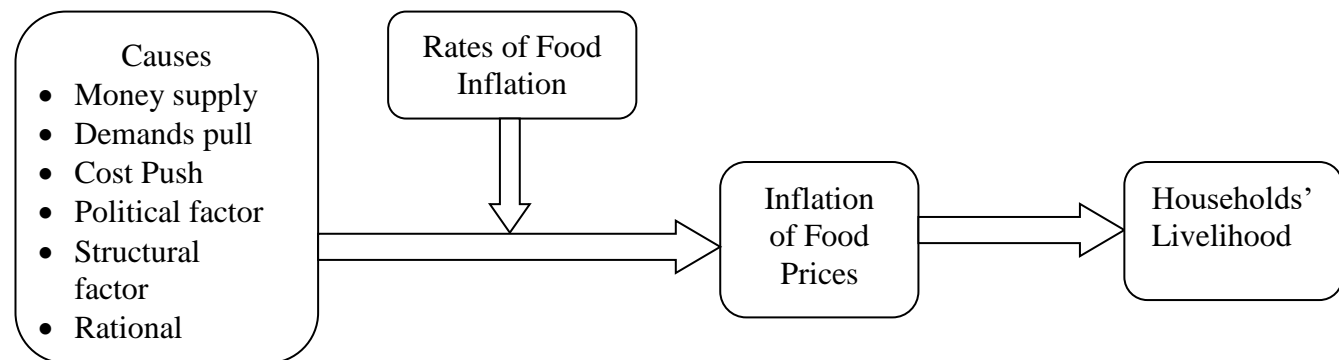 Causes
• Money supply
• Demands pull
• Cost Push
• Political factor
• Structural
factor
• Rational
Rates of Food
Inflation
Inflation
of Food
Prices
Households’
Livelihood